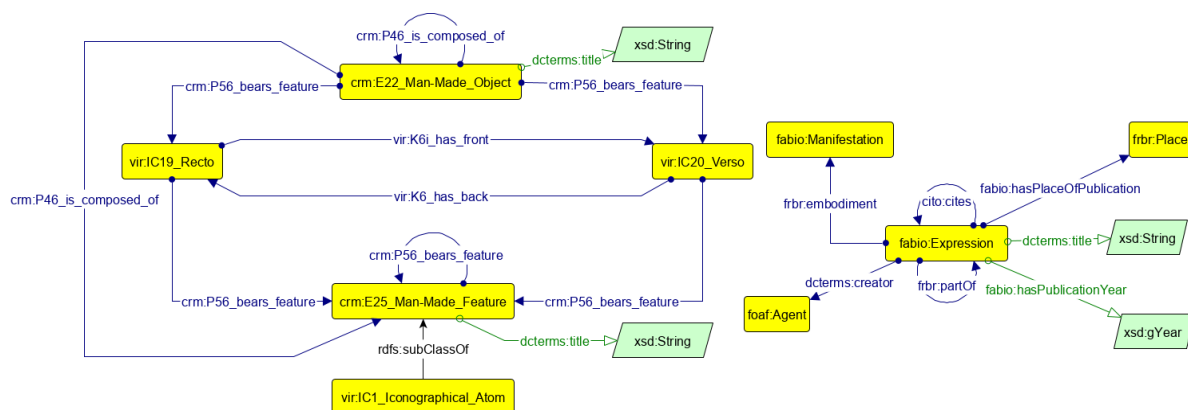 crm:P46_is_composed_of
xsd:String
dcterms:title
crm:E22_Man-Made_Object
crm:P56_bears_feature
crm:P56_bears_feature
vir:IC19_Recto
vir:K6i_has_front
vir:IC20_Verso
crm:P46_is_composed_of
vir:K6_has_back
crm:P56_bears_feature
crm:P56_bears_feature
crm:E25_Man-Made_Feature
crm:P56_bears_feature
rdfs:subClassOf
dcterms:title
xsd:String
vir:IC1_Iconographical_Atom
fabio:Manifestation
frbr:Place
fabio:hasPlaceOfPublication
cito:cites
frbr:embodiment
fabio:Expression
dcterms:title
xsd:String
dcterms:creator
frbr:partOf
fabio:hasPublicationYear
foaf:Agent
xsd:gYear